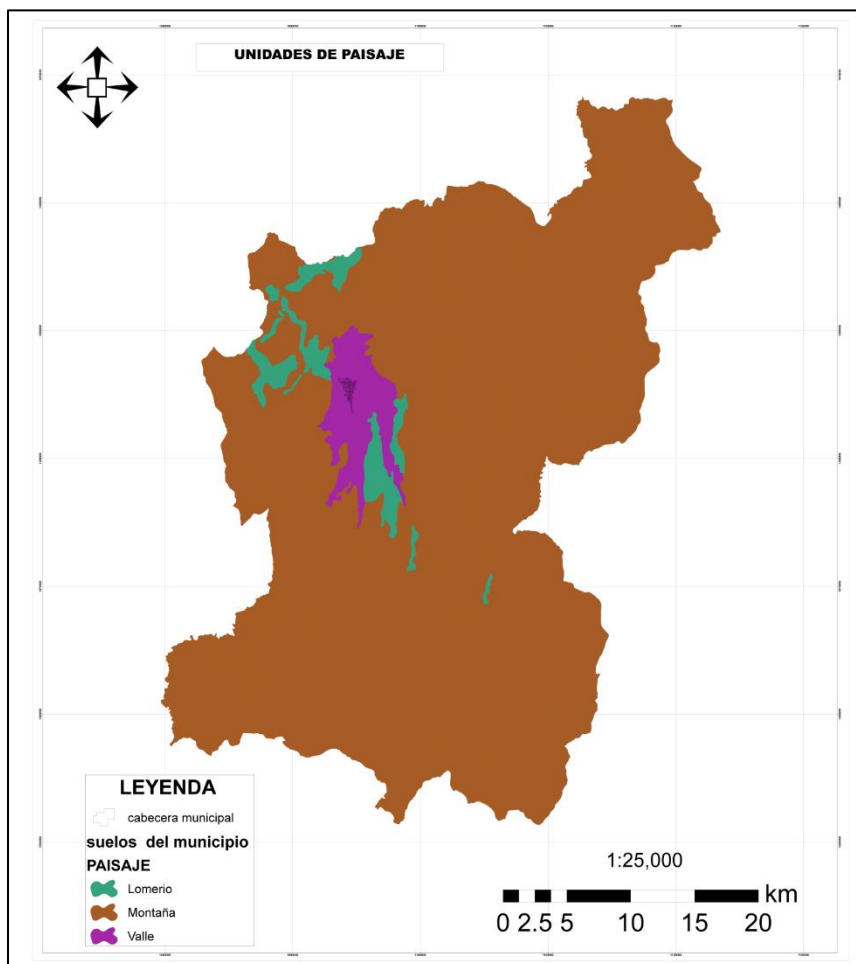 UNIDADES DE PAISAJE
LEYENDA
cabecera municipal
suelos del municipio
PAISAJE
Lomerio
Montaña
Valle
1:25,000
km
0 2.5 5 10 15 20